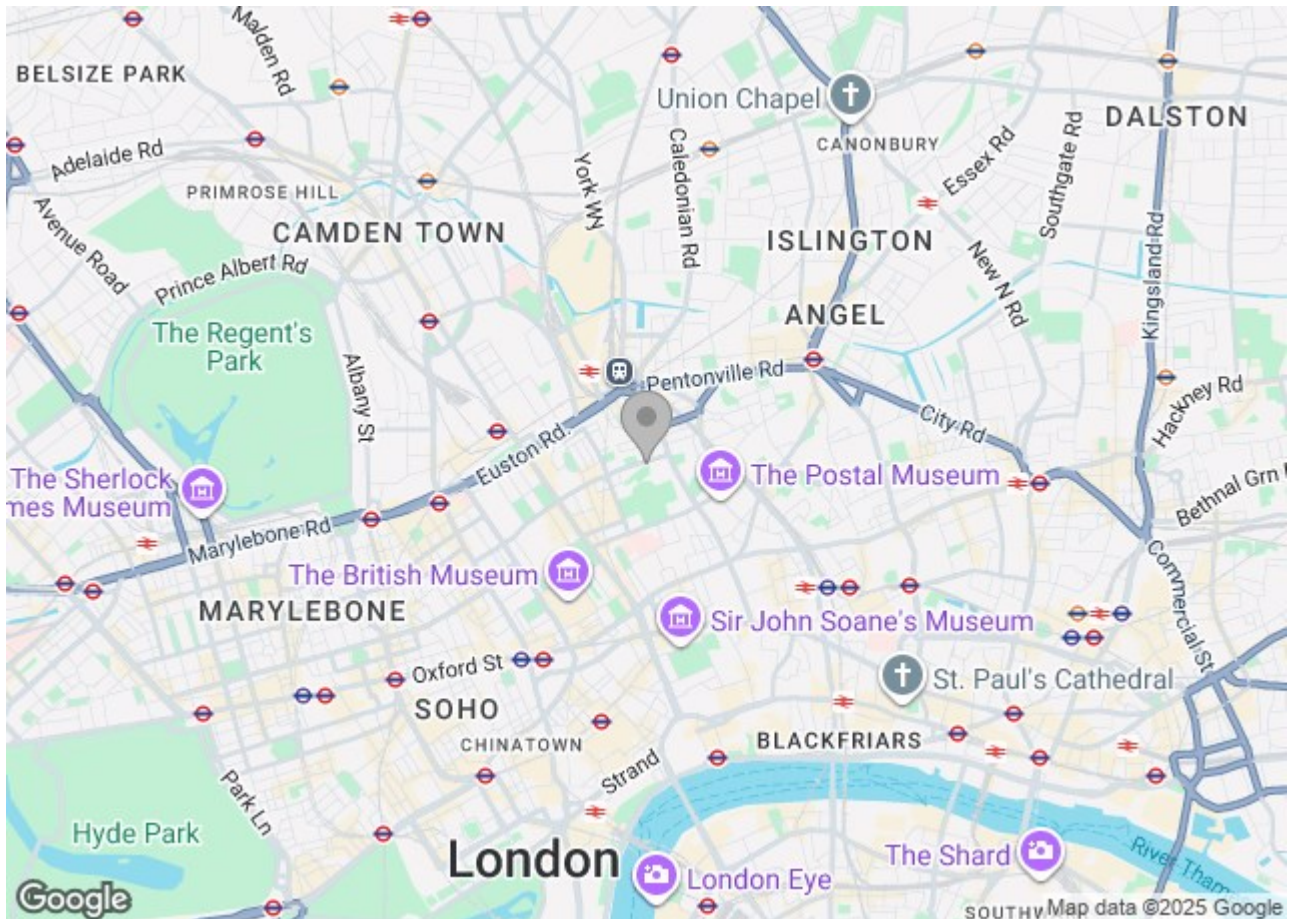 Malden Rd
BELSIZE PARK
Union Chapel
DALSTON
CANONBURY
Adelaide Rd
York Wy
Caledonian Rd
Essex Rd
Southgate Rd
PRIMROSE HILL
Avenue Road
CAMDEN TOWN
ISLINGTON
Prince Albert Rd
New N Rd
Kingsland Rd
ANGEL
The Regent's
Park
Albany St
Pentonville Rd
Hackney Rd
City Rd
Euston Rd
The Sherlock
mes Museum
The Postal Museum
Bethnal Grn
Marylebone Rd
Commercial St
The British Museum
MARYLEBONE
Sir John Soane's Museum
Oxford St
St. Paul's Cathedral
SOHO
CHINATOWN
BLACKFRIARS
Strand
Park Ln
Hyde Park
London
The Shard
River Tham
London Eye
Google
SOUTHW
Map data ©2025 Google